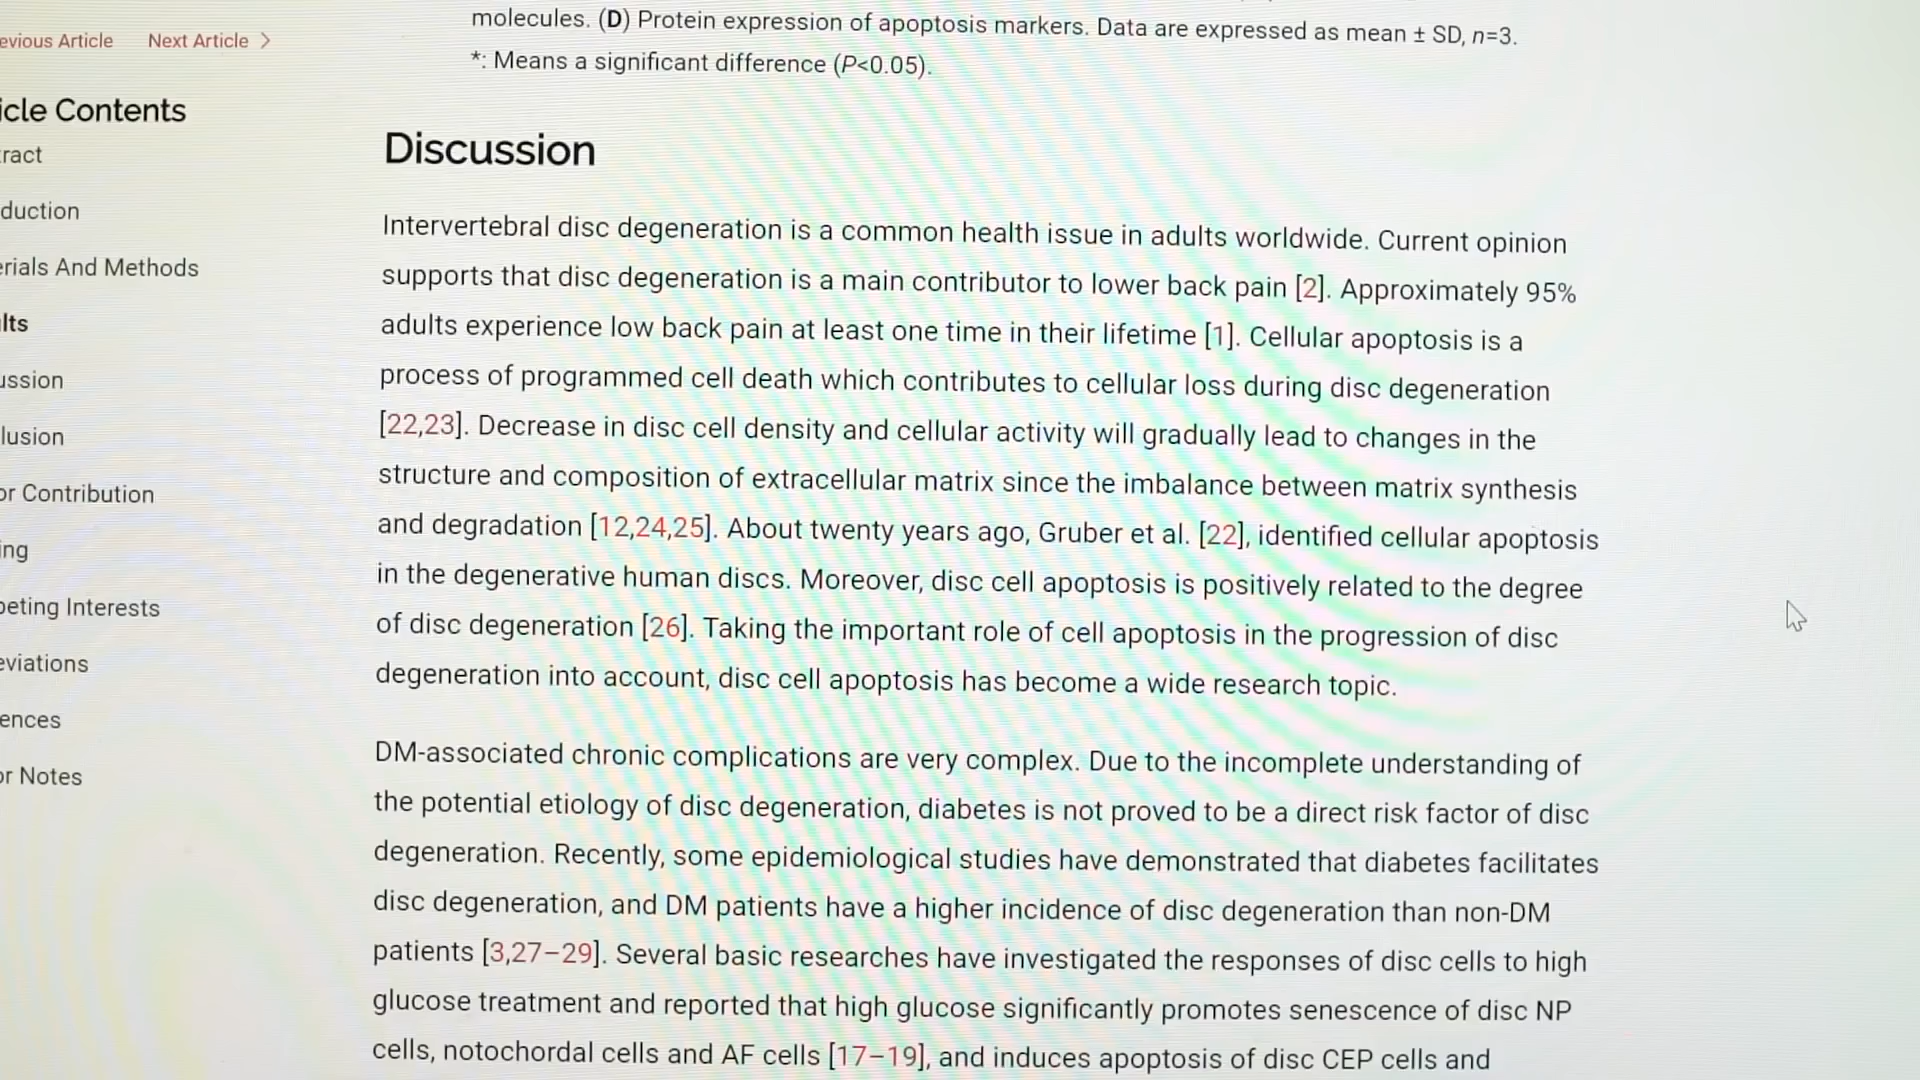 evious Article Next Article
icle Contents
ract
duction
erials And Methods
lts
ussion
lusion
or Contribution
ing
peting Interests
eviations
ences
or Notes
molecules. (D) Protein expression of apoptosis markers. Data are expressed as mean ± SD, n=3.
*: Means a significant difference (P<0.05).
Discussion
Intervertebral disc degeneration is a common health issue in adults worldwide. Current opinion
supports that disc degeneration is a main contributor to lower back pain [2]. Approximately 95%
adults experience low back pain at least one time in their lifetime [1]. Cellular apoptosis is a
process of programmed cell death which contributes to cellular loss during disc degeneration
[22,23]. Decrease in disc cell density and cellular activity will gradually lead to changes in the
structure and composition of extracellular matrix since the imbalance between matrix synthesis
and degradation [12,24,25]. About twenty years ago, Gruber et al. [22], identified cellular apoptosis
in the degenerative human discs. Moreover, disc cell apoptosis is positively related to the degree
of disc degeneration [26]. Taking the important role of cell apoptosis in the progression of disc
degeneration into account, disc cell apoptosis has become a wide research topic.
DM-associated chronic complications are very complex. Due to the incomplete understanding of
the potential etiology of disc degeneration, diabetes is not proved to be a direct risk factor of disc
degeneration. Recently, some epidemiological studies have demonstrated that diabetes facilitates
disc degeneration, and DM patients have a higher incidence of disc degeneration than non-DM
patients [3,27–29]. Several basic researches have investigated the responses of disc cells to high
glucose treatment and reported that high glucose significantly promotes senescence of disc NP
cells, notochordal cells and AF cells [17–19], and induces apoptosis of disc CEP cells and